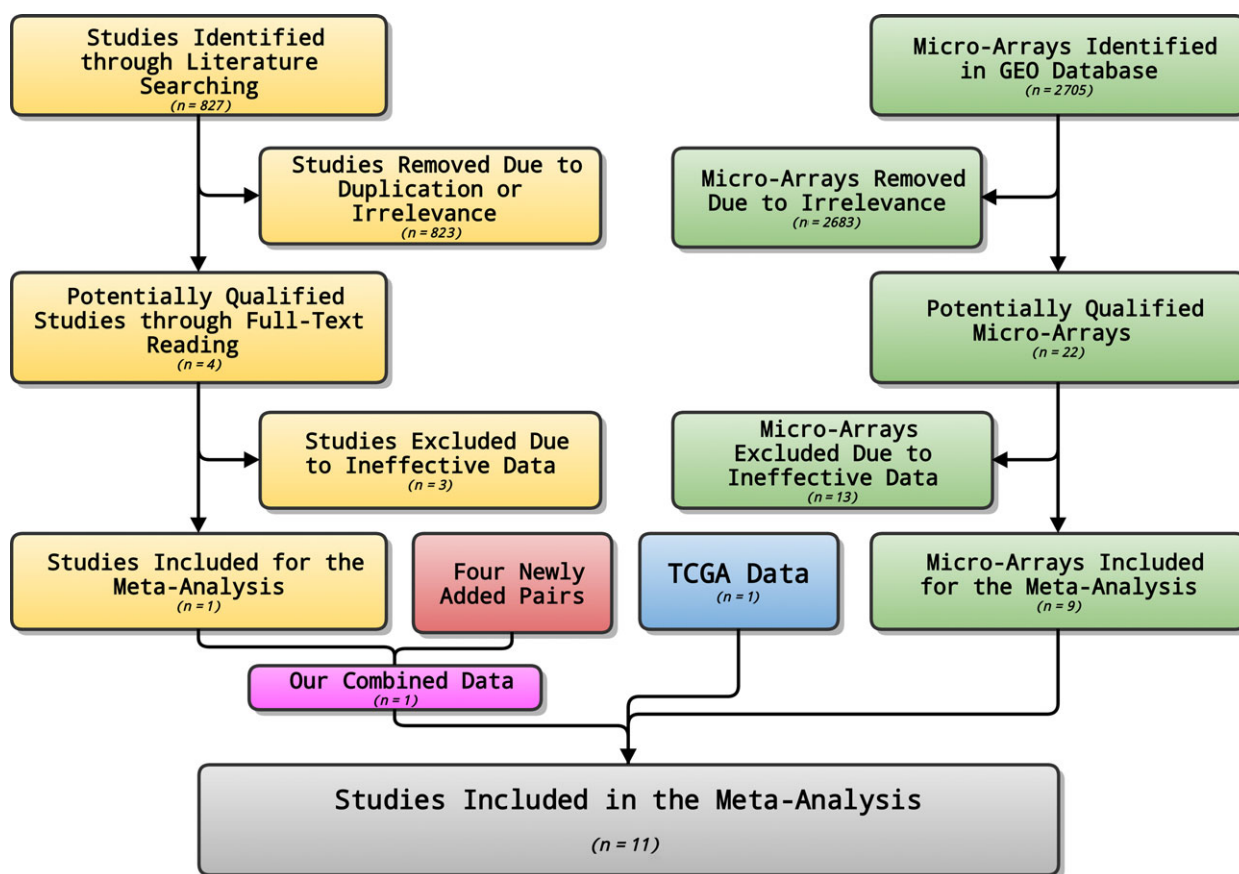 Studies Identified
through Literature
Searching
(n = 827)
Micro-Arrays Identified
in GEO Database
(n = 2705)
Studies Removed Due to
Duplication or
Irrelevance
(n = 823)
Micro-Arrays Removed
Due to Irrelevance
(n = 2683)
Potentially Qualified
Studies through Full-Text
Reading
(n = 4)
Potentially Qualified
Micro-Arrays
(n = 22)
Studies Excluded Due
to Ineffective Data
(n = 3)
Micro-Arrays
Excluded Due to
Ineffective Data
(n = 13)
Studies Included for the
Meta-Analysis
(n = 1)
Four Newly
Added Pairs
TCGA Data
(n = 1)
Micro-Arrays Included
for the Meta-Analysis
(n = 9)
Our Combined Data
(n = 1)
Studies Included in the Meta-Analysis
(n = 11)